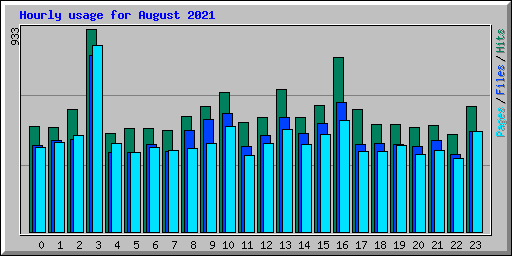 Hourly usage for August 2021
933
Pages/Files/Hits
0 1 2 3 4 5 6 7 8 9 10 11 12 13 14 15 16 17 18 19 20 21 22 23